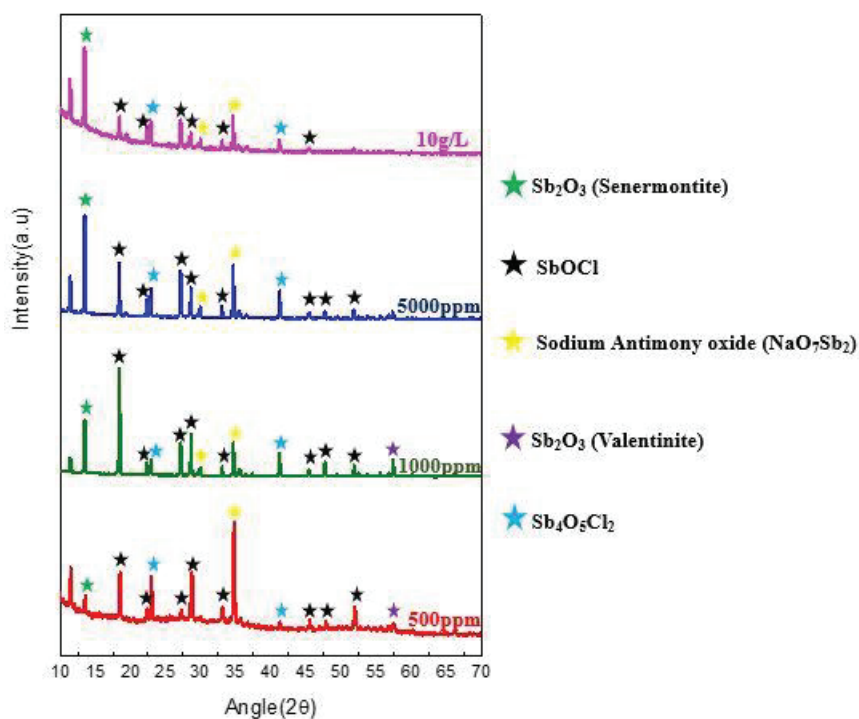 Intensity(a.u)
10g/L
5000ppm
1000ppm
500ppm
10 15 20 25 30 35 40 45 50 55 60 65 70
Angle(2θ)
Sb₂O₃ (Senermontite)
SbOCl
Sodium Antimony oxide (NaO₇Sb₂)
Sb₂O₃ (Valentinite)
Sb₄O₅Cl₂